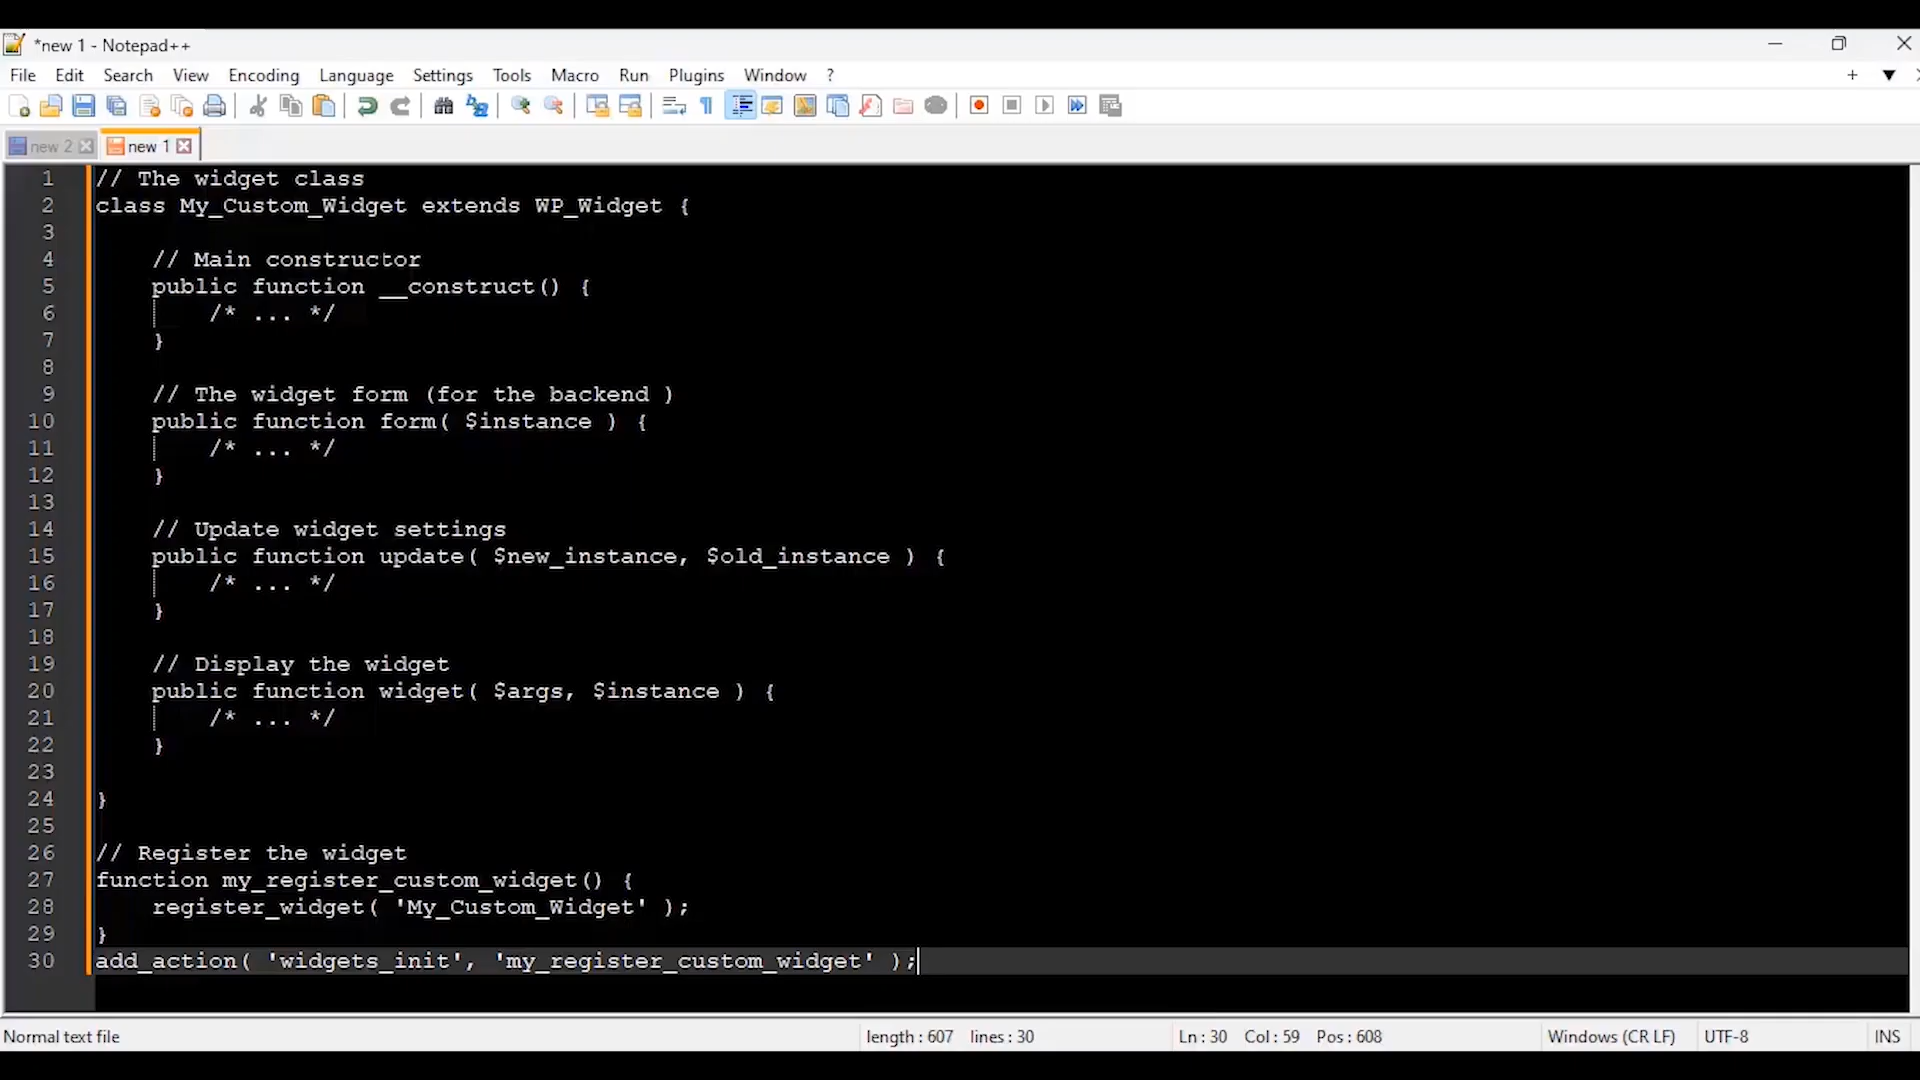 *new 1 - Notepad++
File Edit Search View Encoding Language Settings Tools Macro Run Plugins Window ?
new 2 new 1
1 // The widget class
2 class My_Custom_Widget extends WP_Widget {
3
4     // Main constructor
5     public function __construct() {
6         /* ... */
7     }
8
9     // The widget form (for the backend )
10     public function form( $instance ) {
11         /* ... */
12     }
13
14     // Update widget settings
15     public function update( $new_instance, $old_instance ) {
16         /* ... */
17     }
18
19     // Display the widget
20     public function widget( $args, $instance ) {
21         /* ... */
22     }
23
24 }
25
26 // Register the widget
27 function my_register_custom_widget() {
28     register_widget( 'My_Custom_Widget' );
29 }
30 add_action( 'widgets_init', 'my_register_custom_widget' );
Normal text file length : 607 lines : 30 Ln : 30 Col : 59 Pos : 608 Windows (CR LF) UTF-8 INS